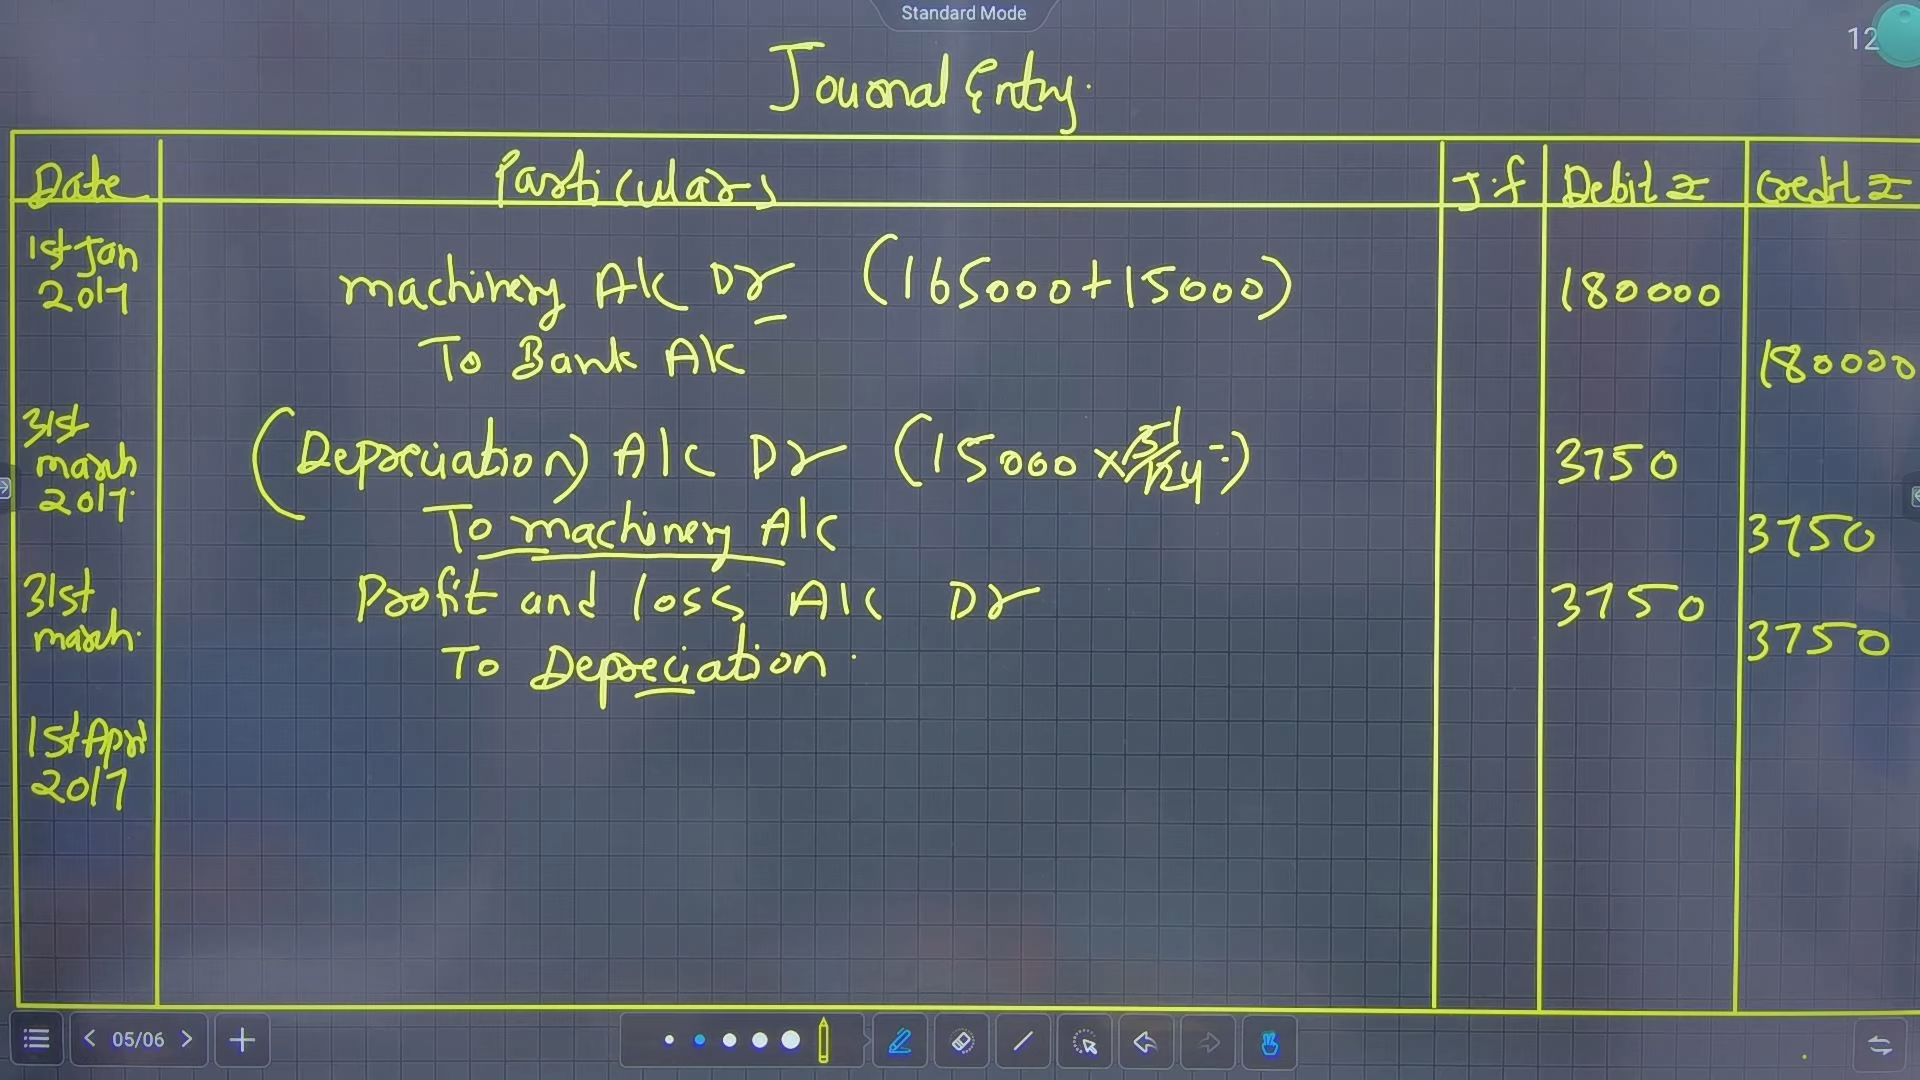 Standard Mode
12
Journal Entry.
Date Particulars J.f Debit ₹ Credit ₹
1st Jan 2017 machinery A/c Dr (165000+15000) 180000
To Bank A/c 180000
31st march 2017 (Depreciation) A/c Dr (15000 × 3750
To machinery A/c 3750
31st march. Profit and loss A/c Dr 3750
To Depreciation. 3750
1st April 2017
05/06